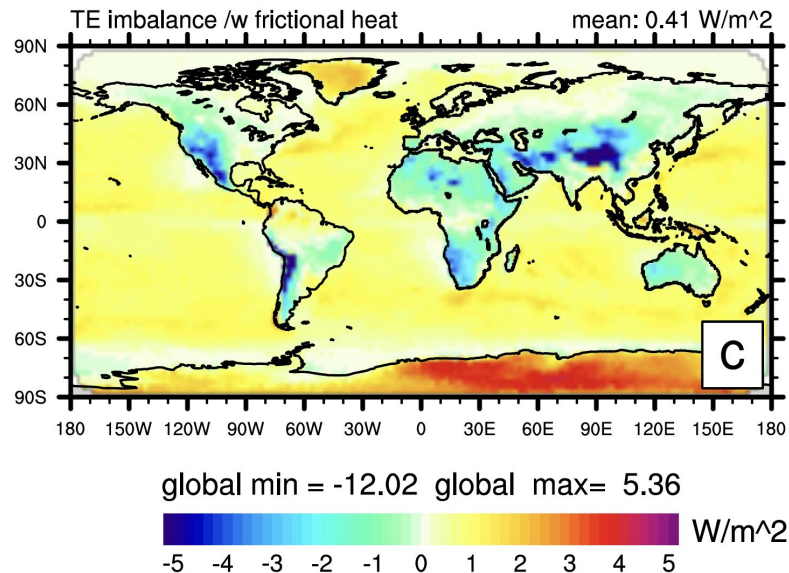 TE imbalance /w frictional heat mean: 0.41 W/m^2
90N
60N
30N
0
30S
60S
90S
C
180 150W 120W 90W 60W 30W 0 30E 60E 90E 120E 150E 180
global min = -12.02 global max= 5.36
W/m^2
-5 -4 -3 -2 -1 0 1 2 3 4 5